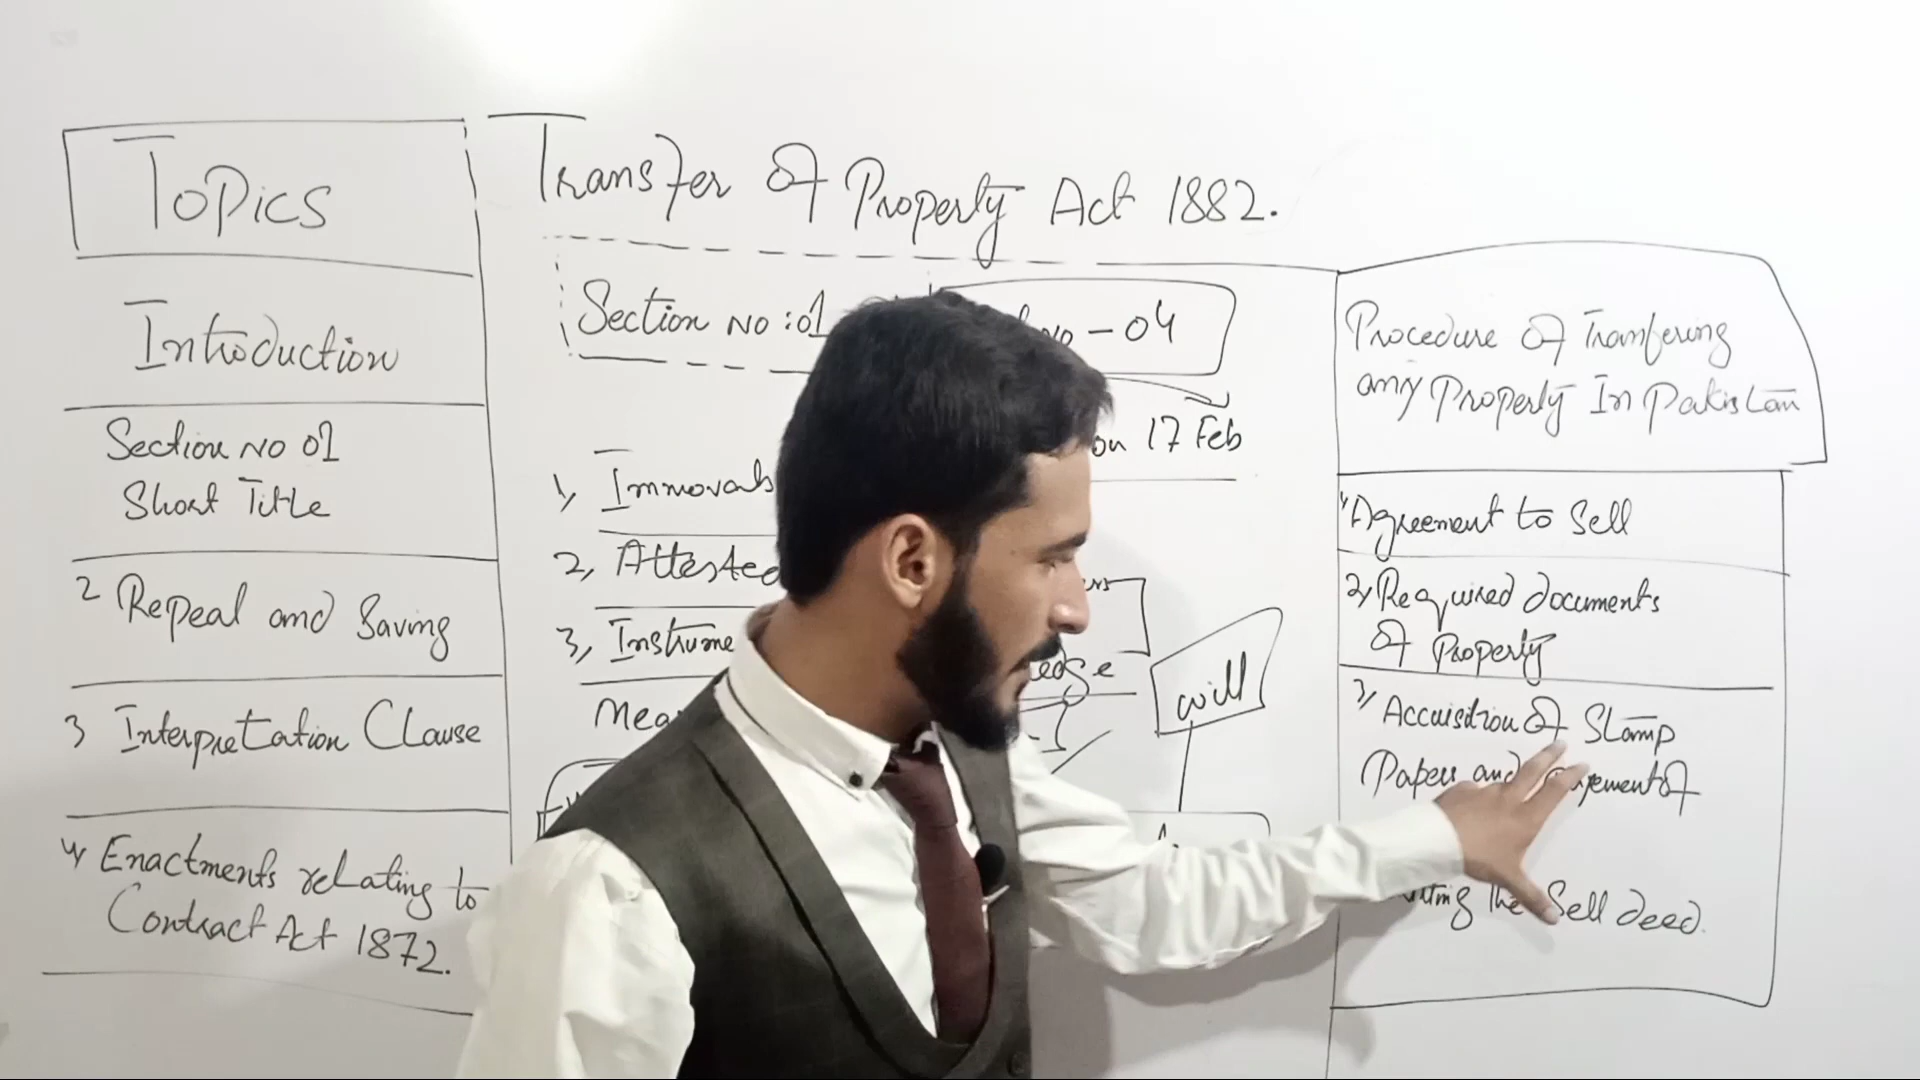 Topics
Introduction
Section No 01
Short Title
2 Repeal and Saving
3 Interpretation Clause
4, Enactments relating to
Contract Act 1872.
Transfer of Property Act 1882.
Section No :01
- 04
on 17 Feb
1,
2, Attested
3,
will
Procedure of Transfering
any Property In Pakistan
1, Agreement to Sell
2, Required documents
of Property
3, Accuisition of Stamp
Papers and
the Sell deed.